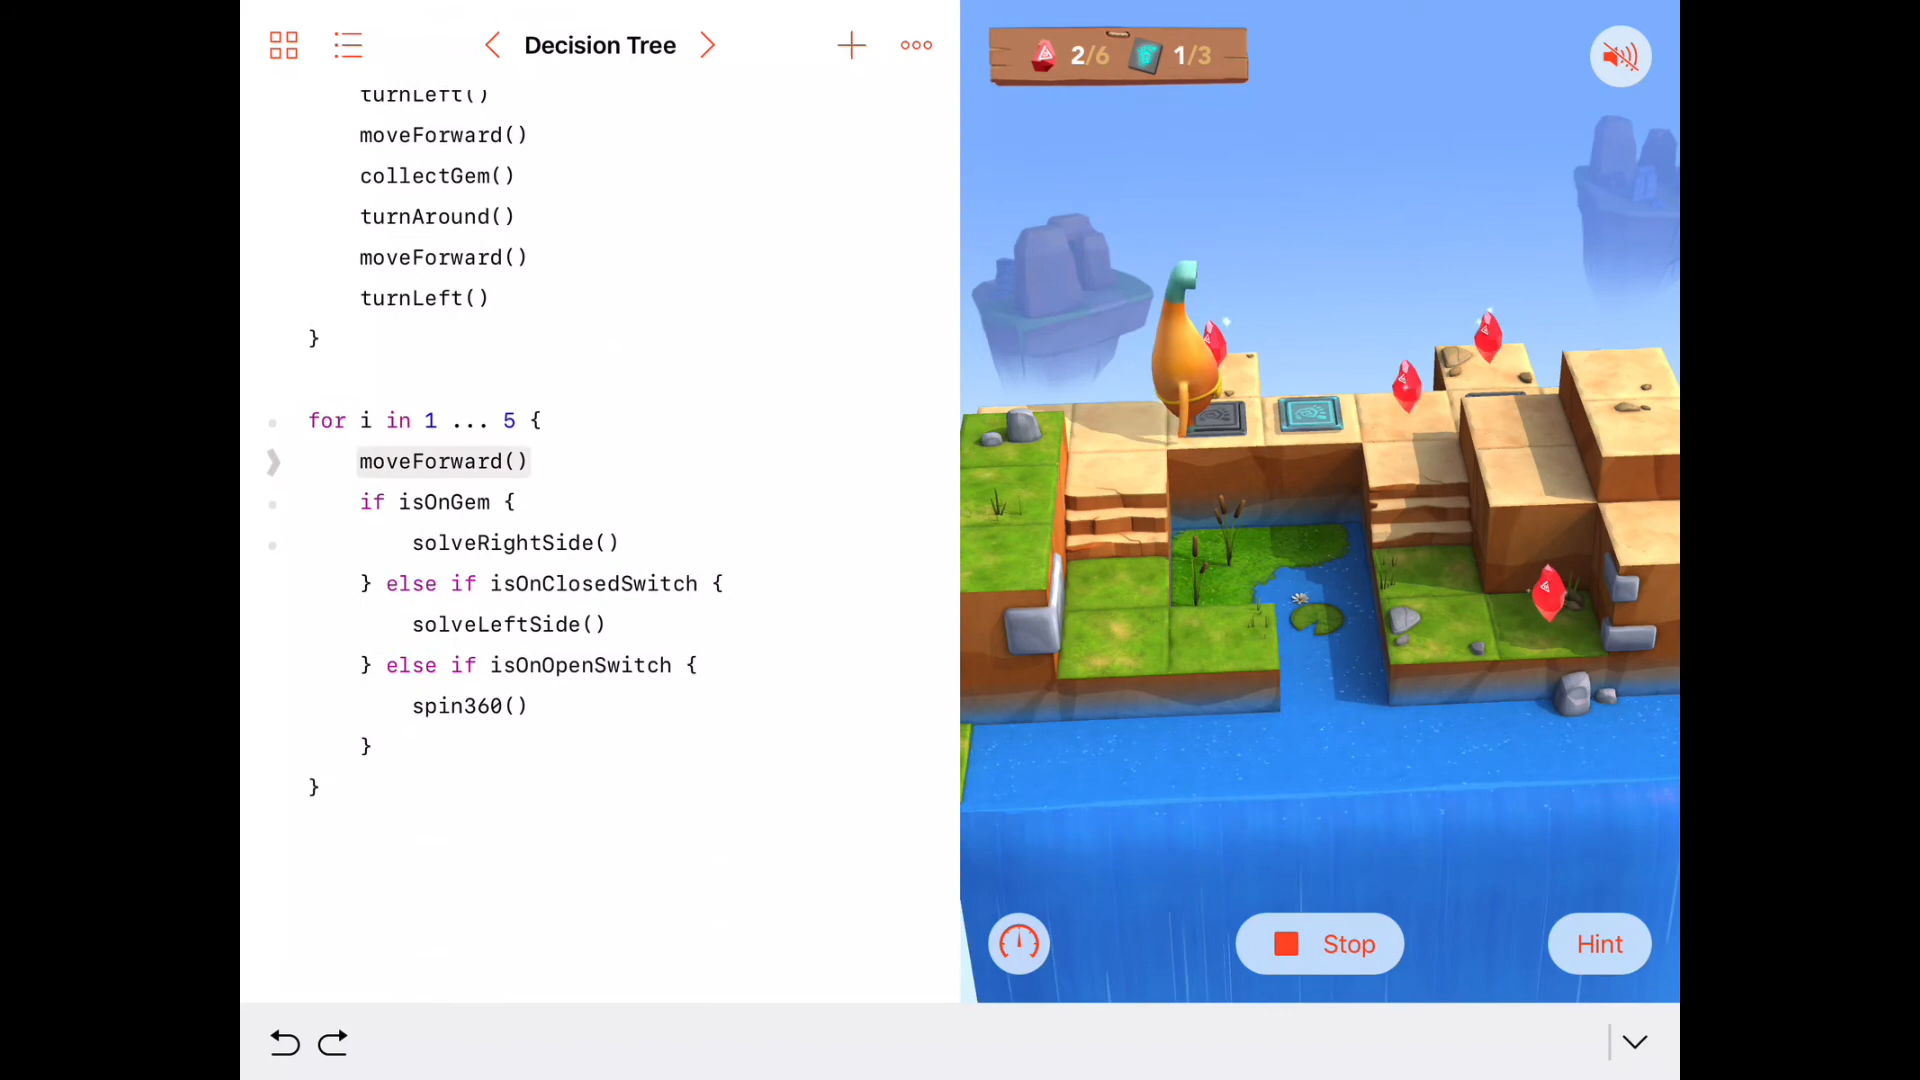 Decision Tree
turnLeft()
moveForward()
collectGem()
turnAround()
moveForward()
turnLeft()
}
for i in 1 ... 5 {
moveForward()
if isOnGem {
solveRightSide()
} else if isOnClosedSwitch {
solveLeftSide()
} else if isOnOpenSwitch {
spin360()
}
}
2/6 1/3
Stop
Hint